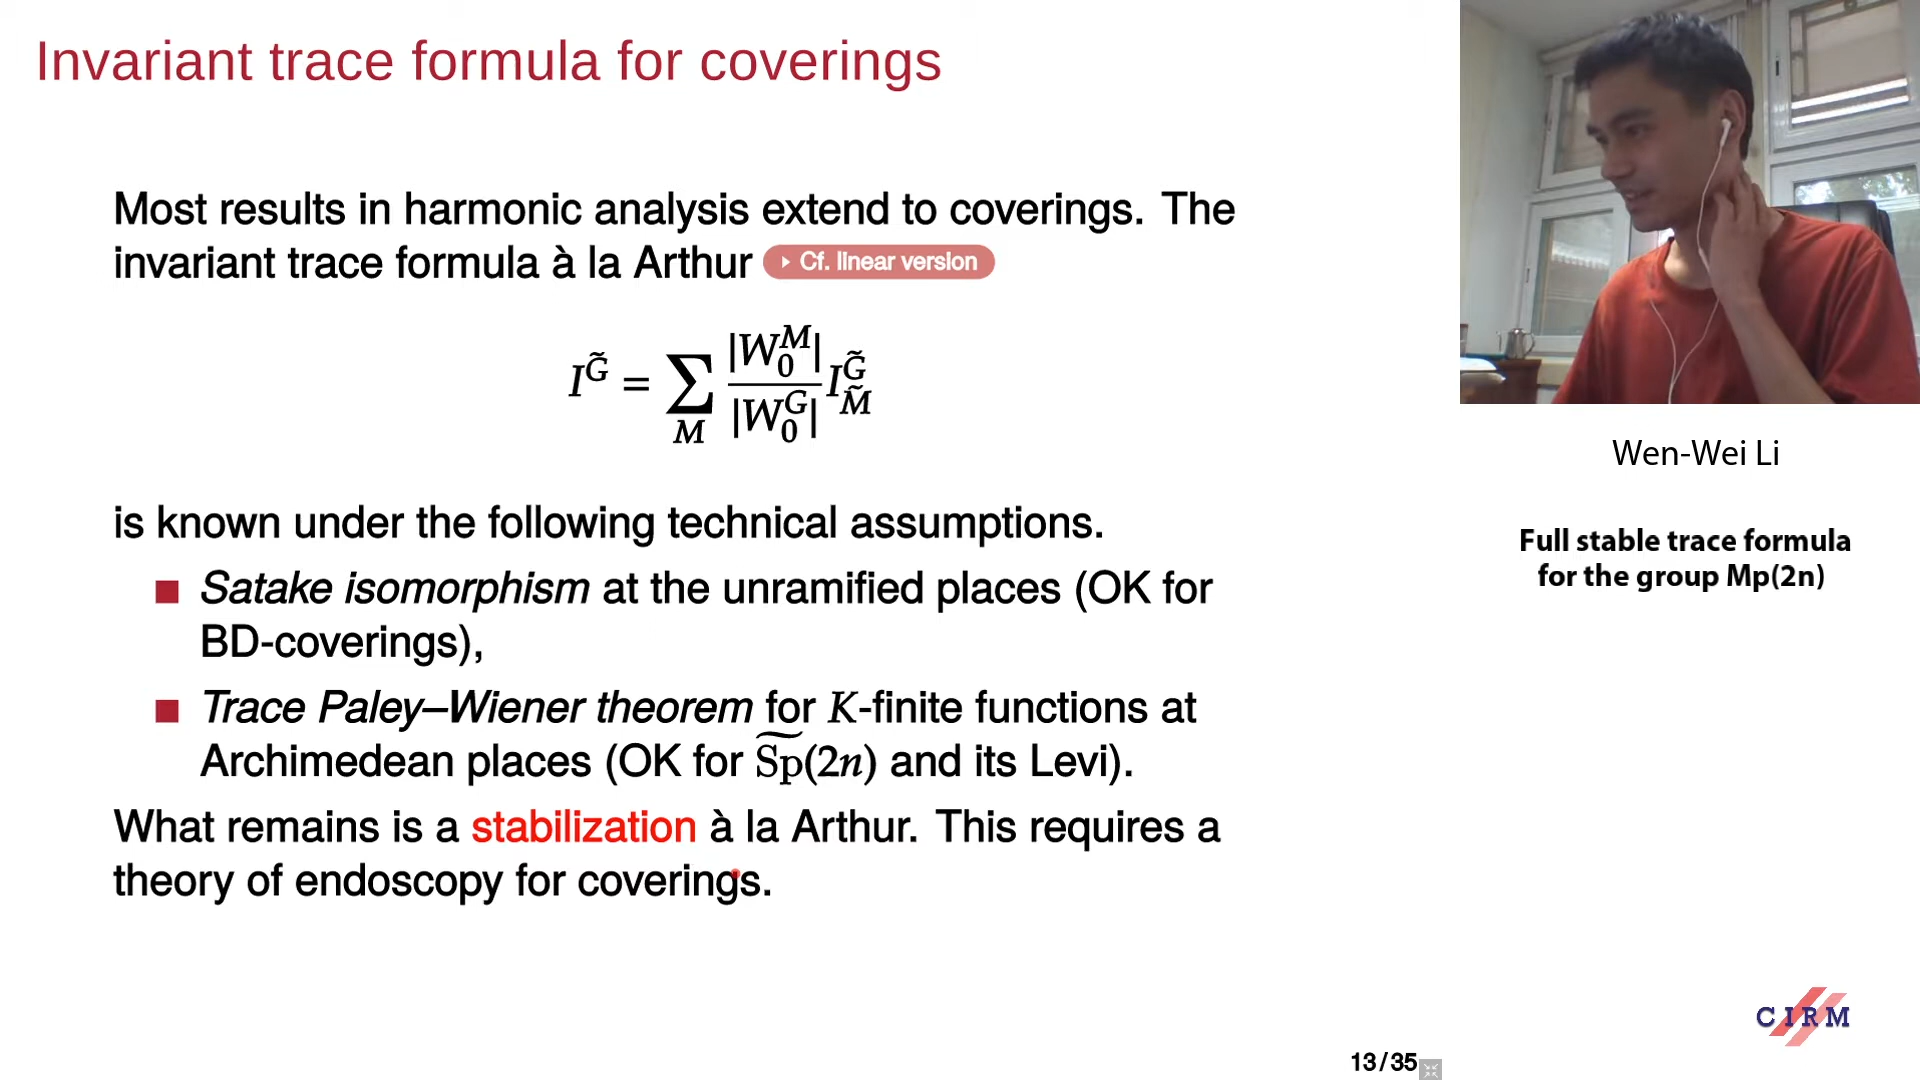 Invariant trace formula for coverings
Most results in harmonic analysis extend to coverings. The
invariant trace formula à la Arthur ▸ Cf. linear version
I^{G̃} = ∑_M |W_0^M| / |W_0^G| I_{M̃}^{G̃}
is known under the following technical assumptions.
■ Satake isomorphism at the unramified places (OK for
BD-coverings),
■ Trace Paley–Wiener theorem for K-finite functions at
Archimedean places (OK for S͠p(2n) and its Levi).
What remains is a stabilization à la Arthur. This requires a
theory of endoscopy for coverings.
13/35
Wen-Wei Li
Full stable trace formula
for the group Mp(2n)
CIRM